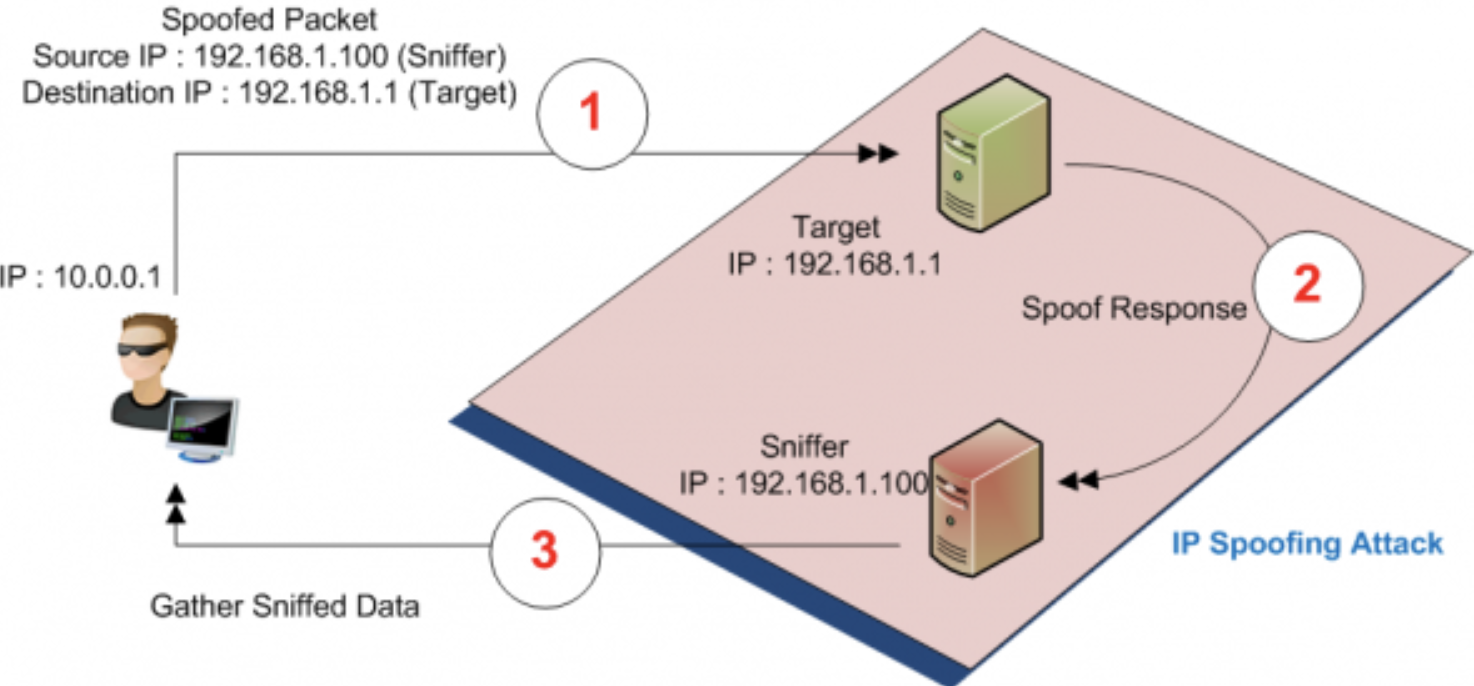 Spoofed Packet
Source IP : 192.168.1.100 (Sniffer)
Destination IP : 192.168.1.1 (Target)
1
Target
IP : 192.168.1.1
IP : 10.0.0.1
2
Spoof Response
Sniffer
IP : 192.168.1.100
3
IP Spoofing Attack
Gather Sniffed Data